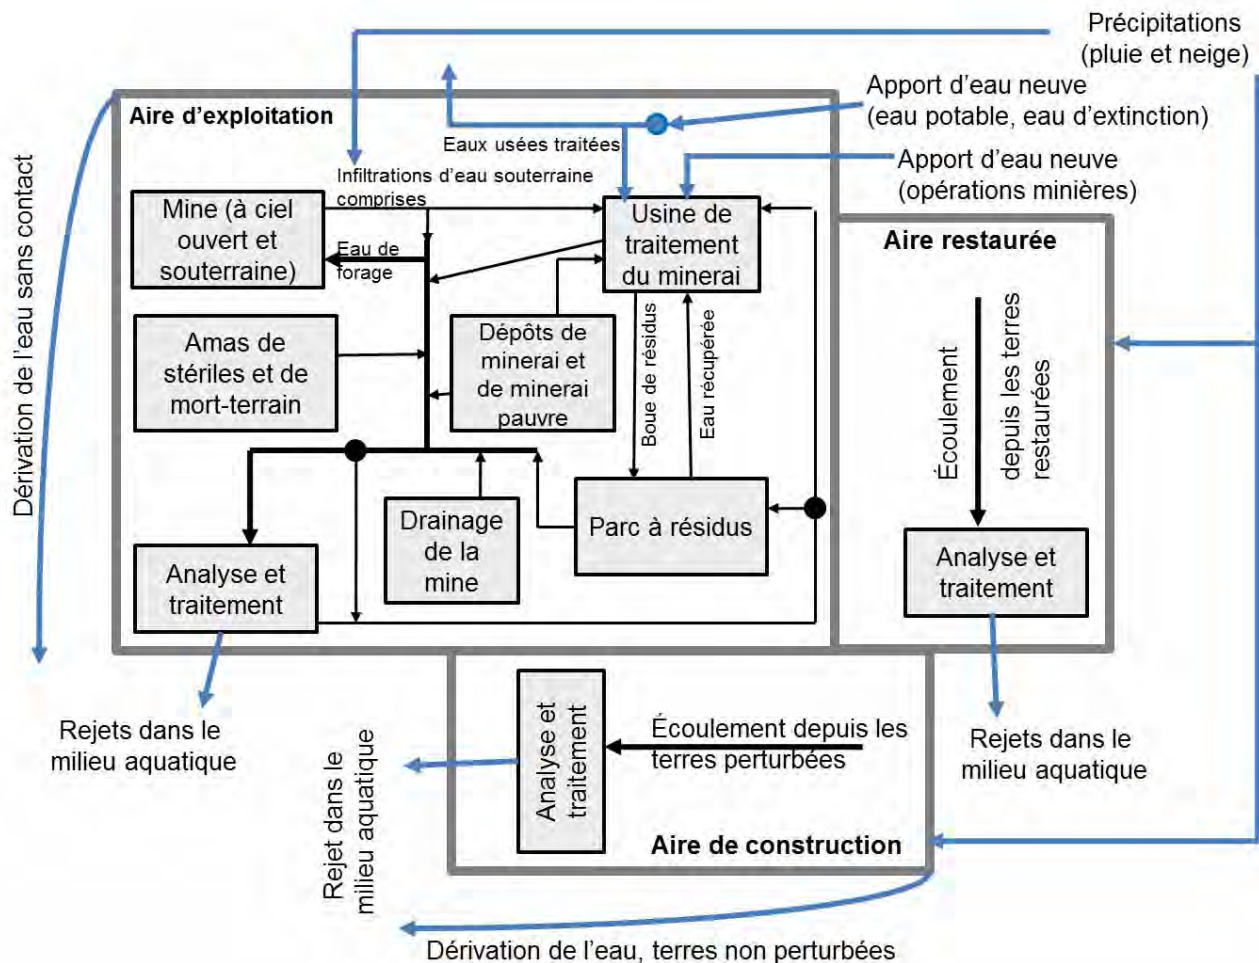 Précipitations
(pluie et neige)
Apport d'eau neuve
(eau potable, eau d'extinction)
Aire d'exploitation
Eaux usées traitées
Apport d'eau neuve
(opérations minières)
Infiltrations d'eau souterraine
comprises
Mine (à ciel
ouvert et
souterraine)
Usine de
traitement
du minerai
Aire restaurée
Eau de
forage
Dérivation de l'eau sans contact
Amas de
stériles et de
mort-terrain
Dépôts de
minerai et
de minerai
pauvre
Boue de résidus
Eau récupérée
Écoulement
depuis les terres
restaurées
Drainage
de la
mine
Parc à résidus
Analyse et
traitement
Analyse et
traitement
Rejets dans le
milieu aquatique
Rejet dans le
milieu aquatique
Analyse et
traitement
Écoulement depuis les
terres perturbées
Rejets dans le
milieu aquatique
Aire de construction
Dérivation de l'eau, terres non perturbées